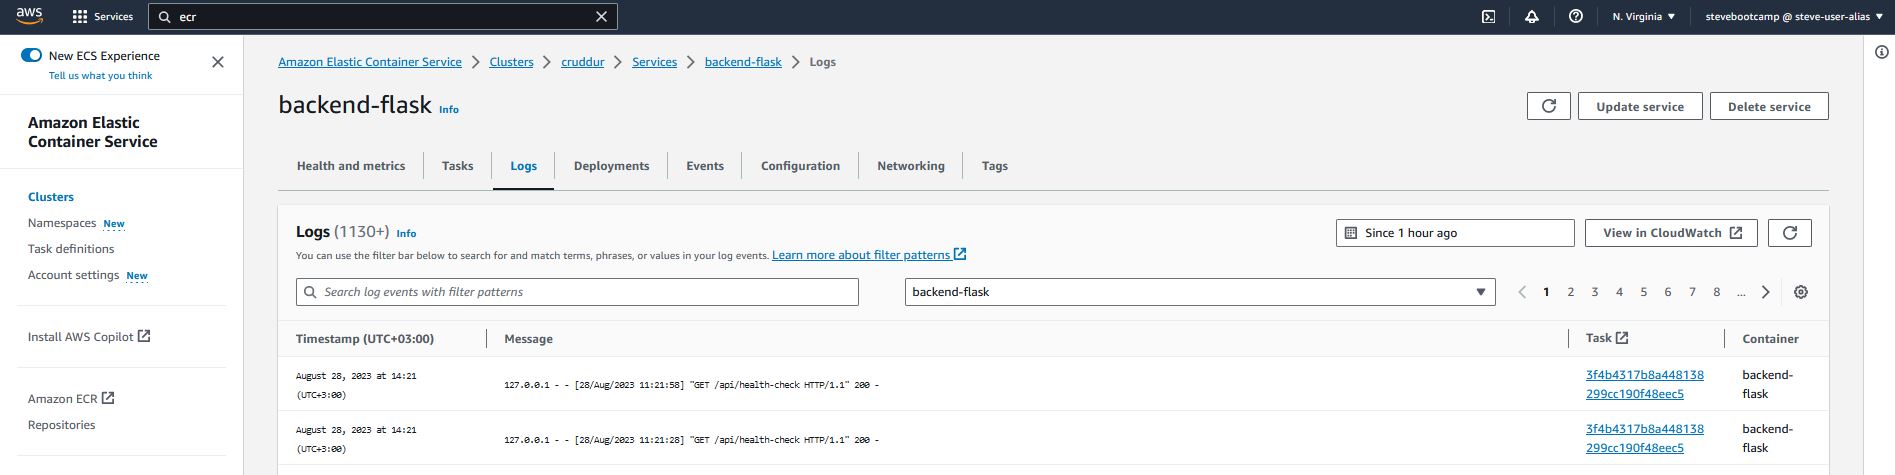 aws Services ecr N. Virginia stevebootcamp @ steve-user-alias
New ECS Experience
Tell us what you think
Amazon Elastic
Container Service
Clusters
Namespaces New
Task definitions
Account settings New
Install AWS Copilot
Amazon ECR
Repositories
Amazon Elastic Container Service > Clusters > cruddur > Services > backend-flask > Logs
backend-flask Info
Update service
Delete service
Health and metrics
Tasks
Logs
Deployments
Events
Configuration
Networking
Tags
Logs (1130+) Info
Since 1 hour ago
View in CloudWatch
You can use the filter bar below to search for and match terms, phrases, or values in your log events. Learn more about filter patterns
Search log events with filter patterns
backend-flask
1 2 3 4 5 6 7 8 ...
Timestamp (UTC+03:00) Message Task Container
August 28, 2023 at 14:21
(UTC+3:00)
127.0.0.1 - - [28/Aug/2023 11:21:58] "GET /api/health-check HTTP/1.1" 200 -
3f4b4317b8a448138
299cc190f48eec5
backend-
flask
August 28, 2023 at 14:21
(UTC+3:00)
127.0.0.1 - - [28/Aug/2023 11:21:28] "GET /api/health-check HTTP/1.1" 200 -
3f4b4317b8a448138
299cc190f48eec5
backend-
flask